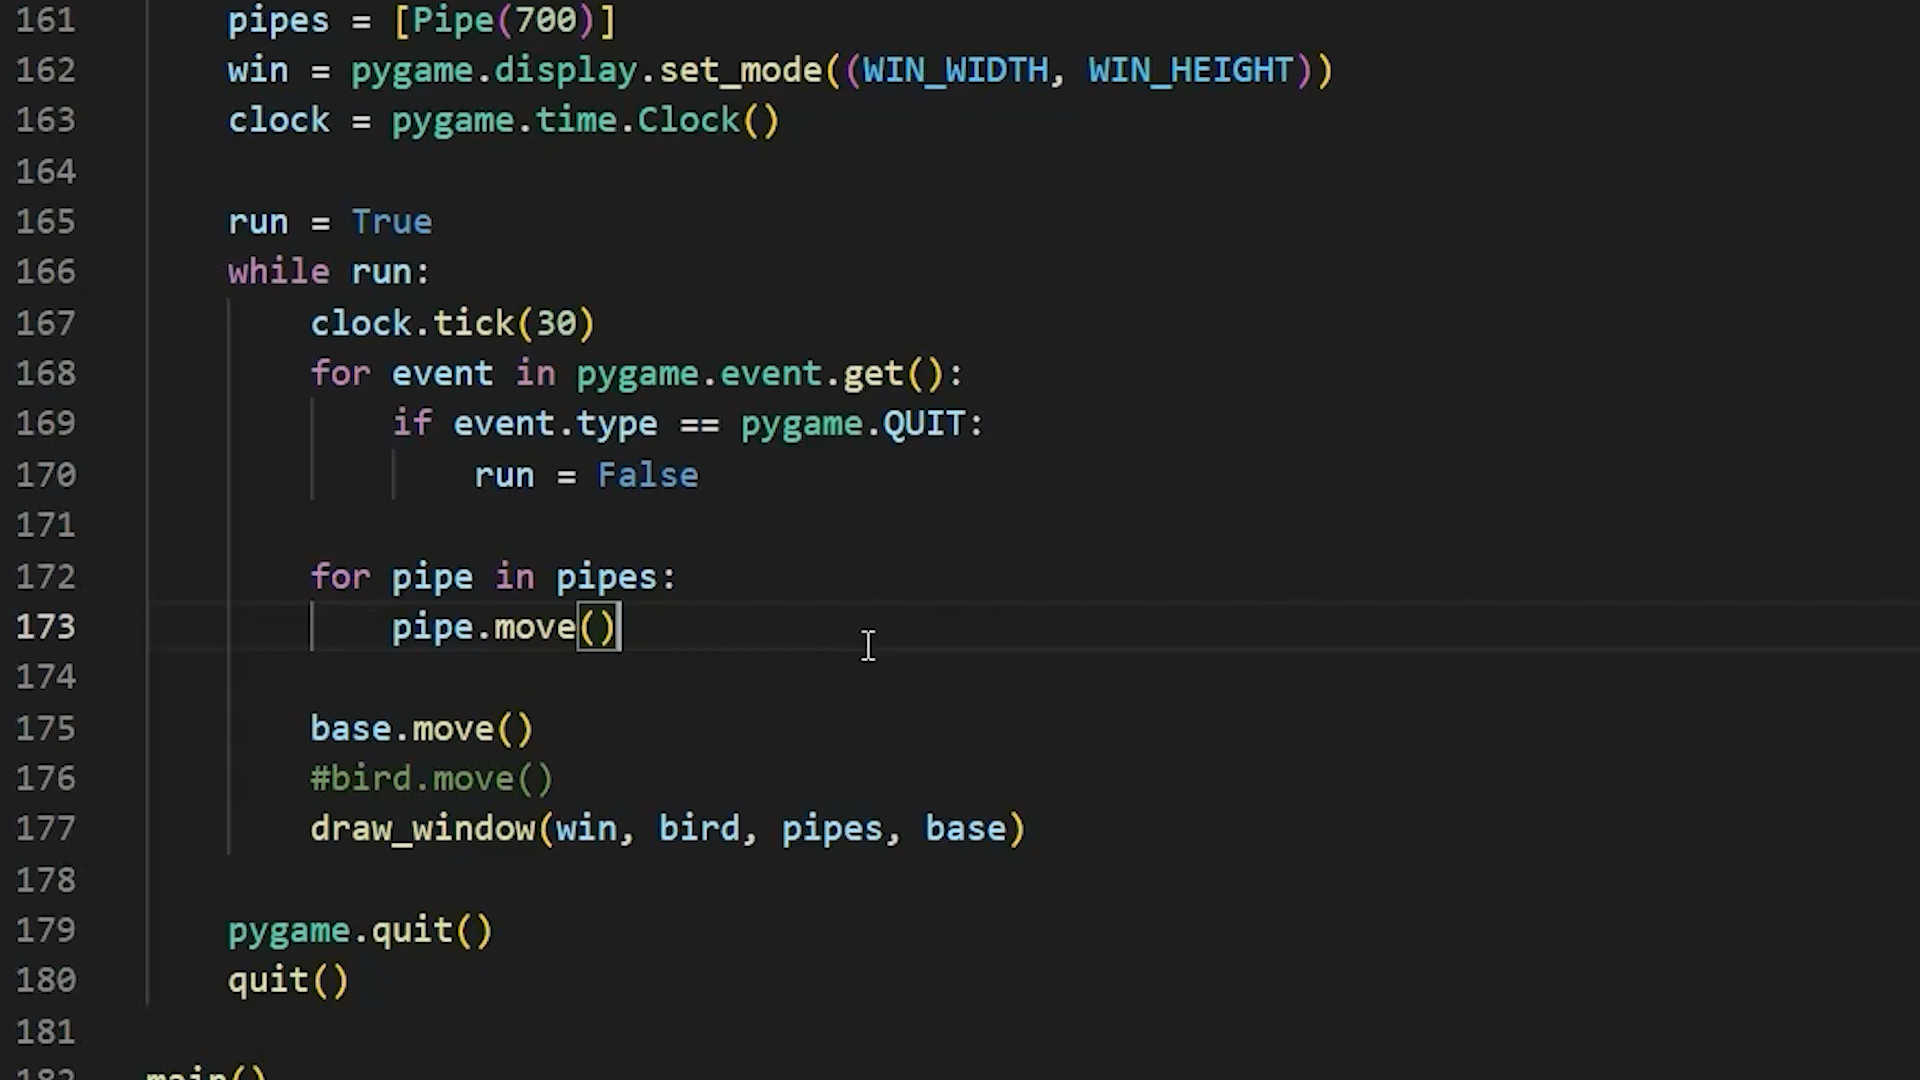 161 pipes = [Pipe(700)]
162 win = pygame.display.set_mode((WIN_WIDTH, WIN_HEIGHT))
163 clock = pygame.time.Clock()
164
165 run = True
166 while run:
167 clock.tick(30)
168 for event in pygame.event.get():
169 if event.type == pygame.QUIT:
170 run = False
171
172 for pipe in pipes:
173 pipe.move()
174
175 base.move()
176 #bird.move()
177 draw_window(win, bird, pipes, base)
178
179 pygame.quit()
180 quit()
181
182 main()